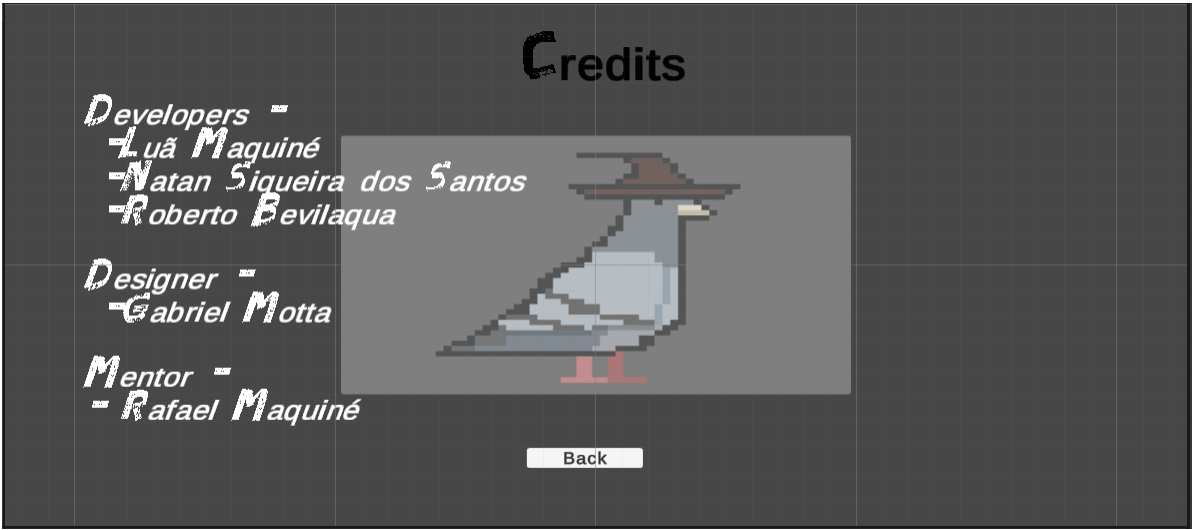 Credits
Developers -
-Luã Maquiné
-Natan Siqueira dos Santos
-Roberto Bevilaqua
Designer -
-Gabriel Motta
Mentor -
- Rafael Maquiné
Back